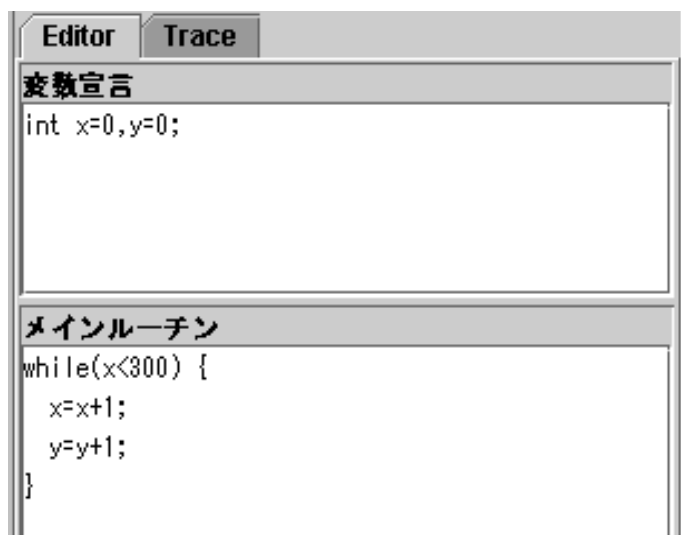 Editor Trace
変数宣言
int x=0,y=0;
メインルーチン
while(x<300) {
  x=x+1;
  y=y+1;
}